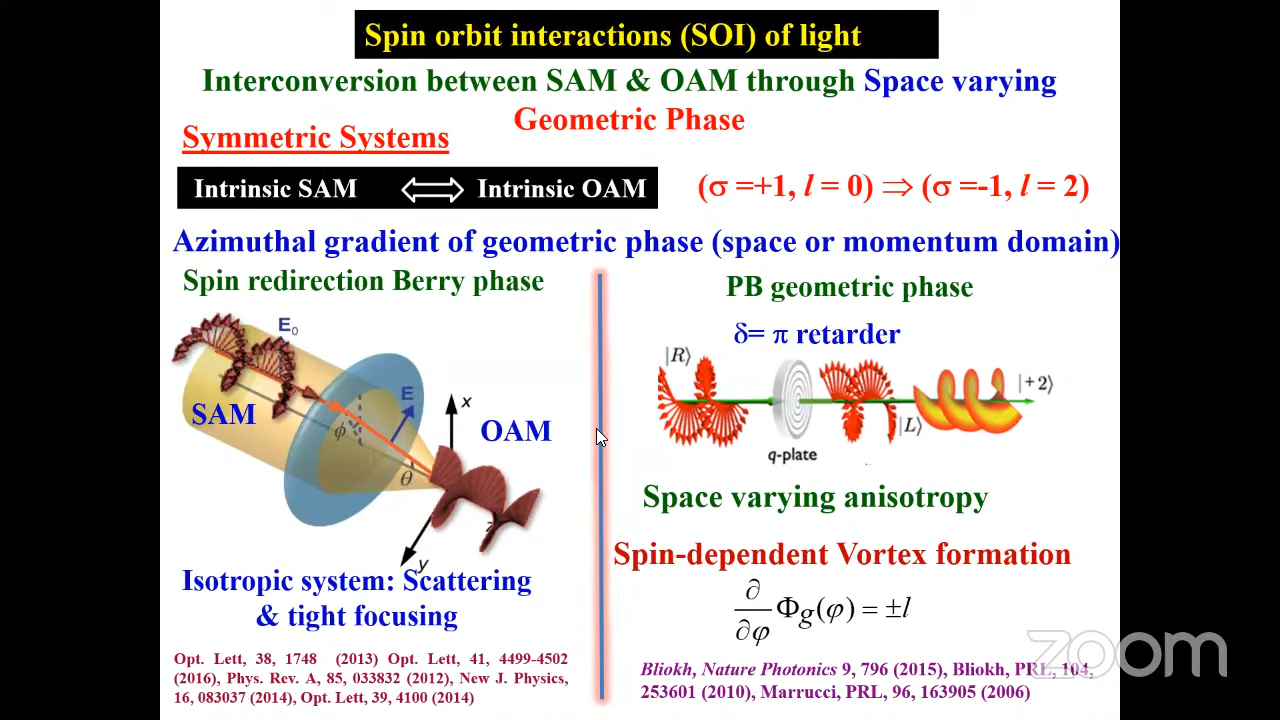 Spin orbit interactions (SOI) of light
Interconversion between SAM & OAM through Space varying
Geometric Phase
Symmetric Systems
Intrinsic SAM ⟺ Intrinsic OAM
(σ =+1, l = 0) ⇒ (σ =-1, l = 2)
Azimuthal gradient of geometric phase (space or momentum domain)
Spin redirection Berry phase
E₀
SAM
E
ϕ
θ
x
OAM
z
y
Isotropic system: Scattering
& tight focusing
Opt. Lett, 38, 1748 (2013) Opt. Lett, 41, 4499-4502
(2016), Phys. Rev. A, 85, 033832 (2012), New J. Physics,
16, 083037 (2014), Opt. Lett, 39, 4100 (2014)
PB geometric phase
δ= π retarder
|R⟩
|L⟩
|+2⟩
q-plate
Space varying anisotropy
Spin-dependent Vortex formation
∂/∂φ Φg(φ) = ±l
Bliokh, Nature Photonics 9, 796 (2015), Bliokh, PRL, 104,
253601 (2010), Marrucci, PRL, 96, 163905 (2006)
zoom